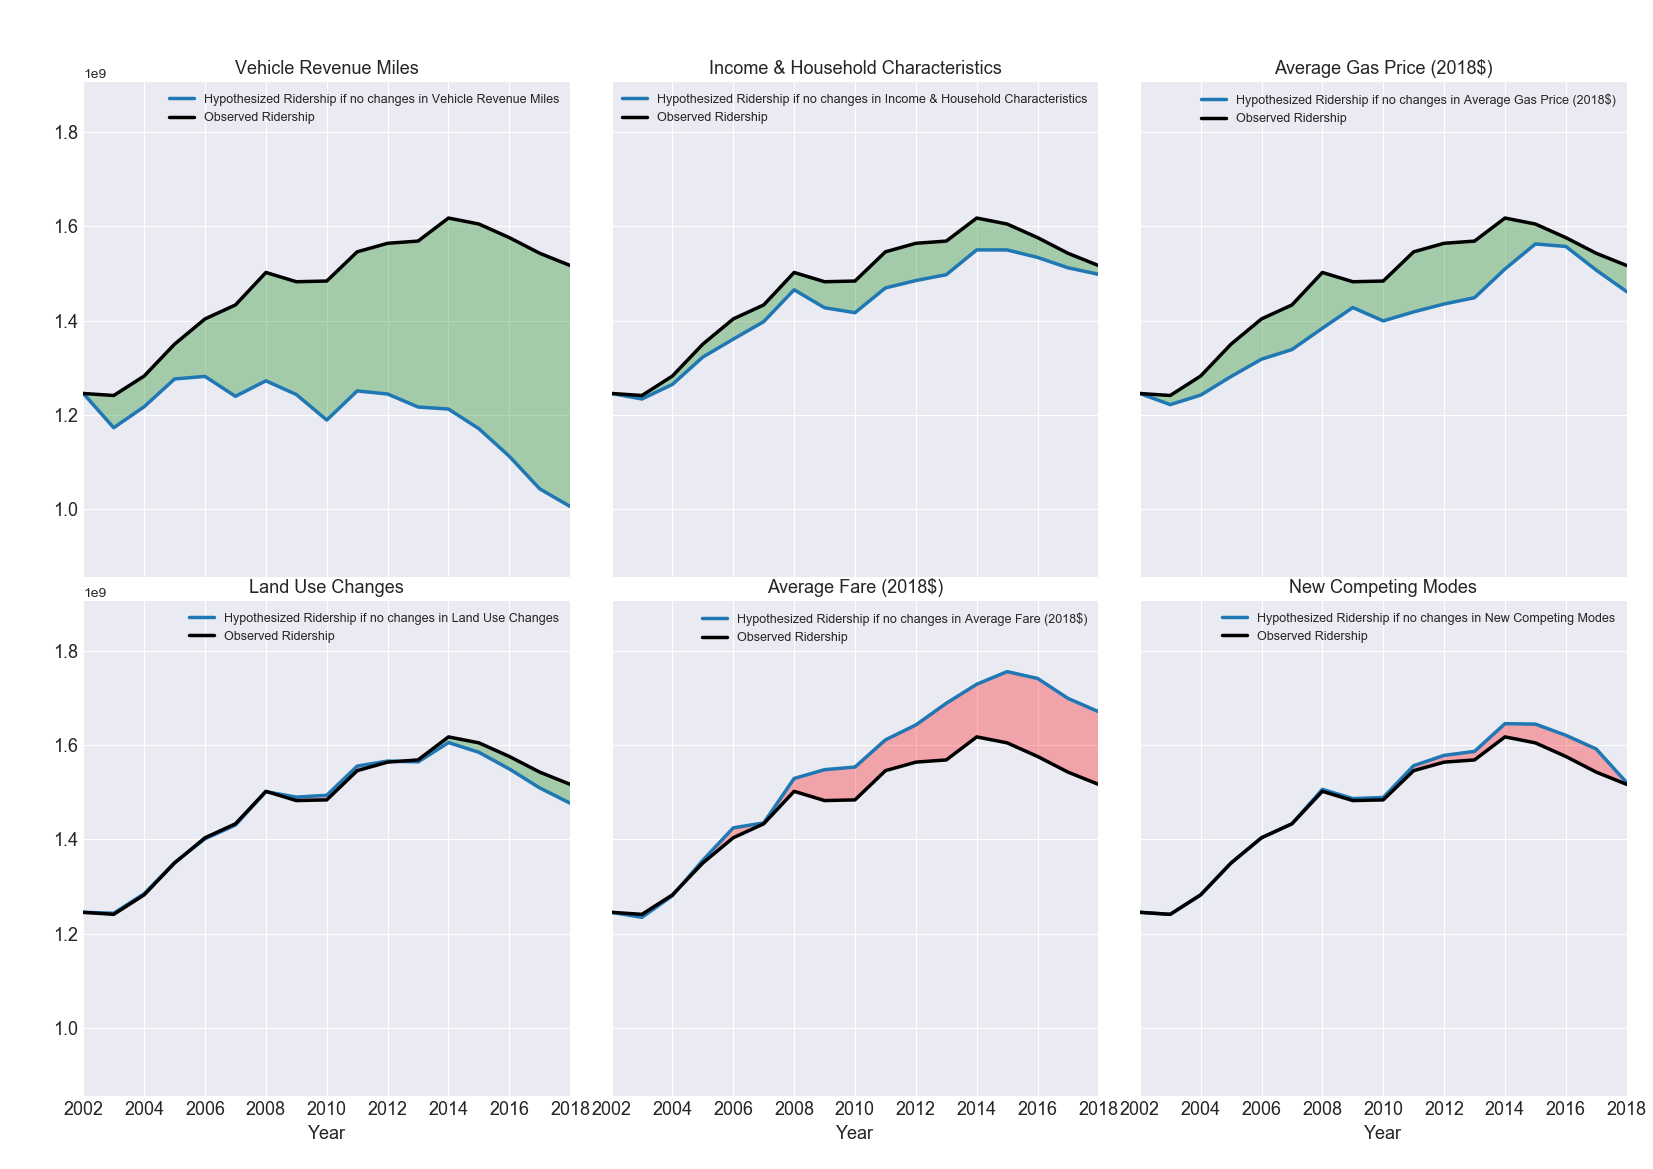 Vehicle Revenue Miles
Income & Household Characteristics
Average Gas Price (2018$)
1e9
Hypothesized Ridership if no changes in Vehicle Revenue Miles
Observed Ridership
Hypothesized Ridership if no changes in Income & Household Characteristics
Observed Ridership
Hypothesized Ridership if no changes in Average Gas Price (2018$)
Observed Ridership
1.8
1.6
1.4
1.2
1.0
Land Use Changes
Average Fare (2018$)
New Competing Modes
1e9
Hypothesized Ridership if no changes in Land Use Changes
Observed Ridership
Hypothesized Ridership if no changes in Average Fare (2018$)
Observed Ridership
Hypothesized Ridership if no changes in New Competing Modes
Observed Ridership
1.8
1.6
1.4
1.2
1.0
2002 2004 2006 2008 2010 2012 2014 2016 2018
2002 2004 2006 2008 2010 2012 2014 2016 2018
2002 2004 2006 2008 2010 2012 2014 2016 2018
Year
Year
Year